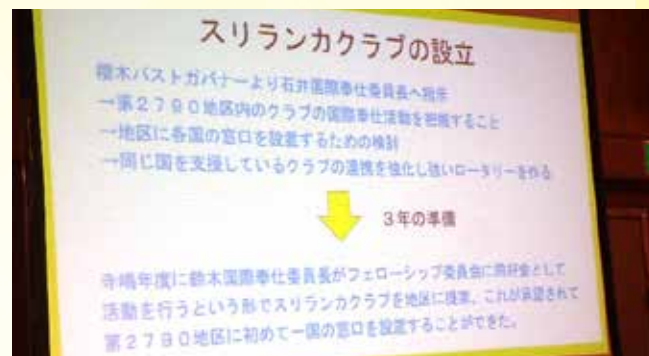 スリランカクラブの設立
櫻木パストガバナーより石井国際奉仕委員長へ指示
→第2790地区内のクラブの国際奉仕活動を把握すること
→地区に各国の窓口を設置するための検討
→同じ国を支援しているクラブの連携を強化し強いロータリーを作る
3年の準備
寺嶋年度に鈴木国際奉仕委員長がフェローシップ委員会に同好会として
活動を行うという形でスリランカクラブを地区に提案、これが承認されて
第2790地区に初めて一国の窓口を設置することができた。